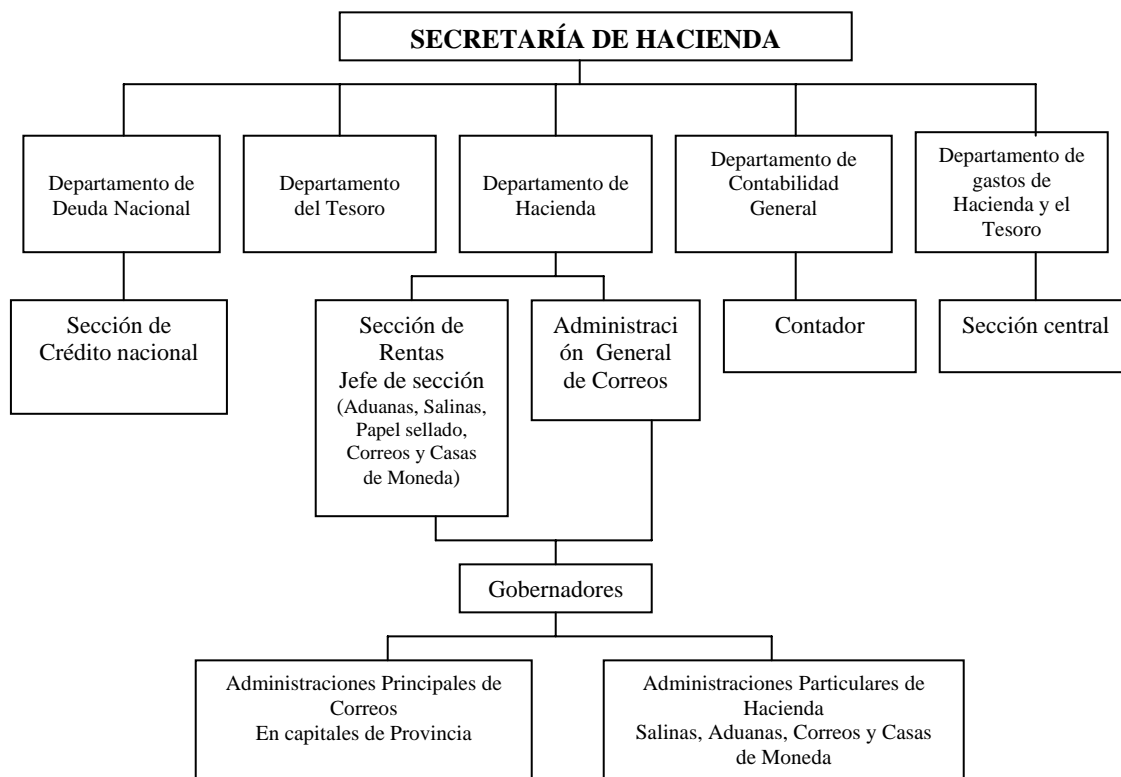 SECRETARÍA DE HACIENDA
Departamento de
Deuda Nacional
Departamento
del Tesoro
Departamento de
Hacienda
Departamento de
Contabilidad
General
Departamento de
gastos de
Hacienda y el
Tesoro
Sección de
Crédito nacional
Sección de
Rentas
Jefe de sección
(Aduanas, Salinas,
Papel sellado,
Correos y Casas
de Moneda)
Administraci
ón General
de Correos
Contador
Sección central
Gobernadores
Administraciones Principales de
Correos
En capitales de Provincia
Administraciones Particulares de
Hacienda
Salinas, Aduanas, Correos y Casas
de Moneda